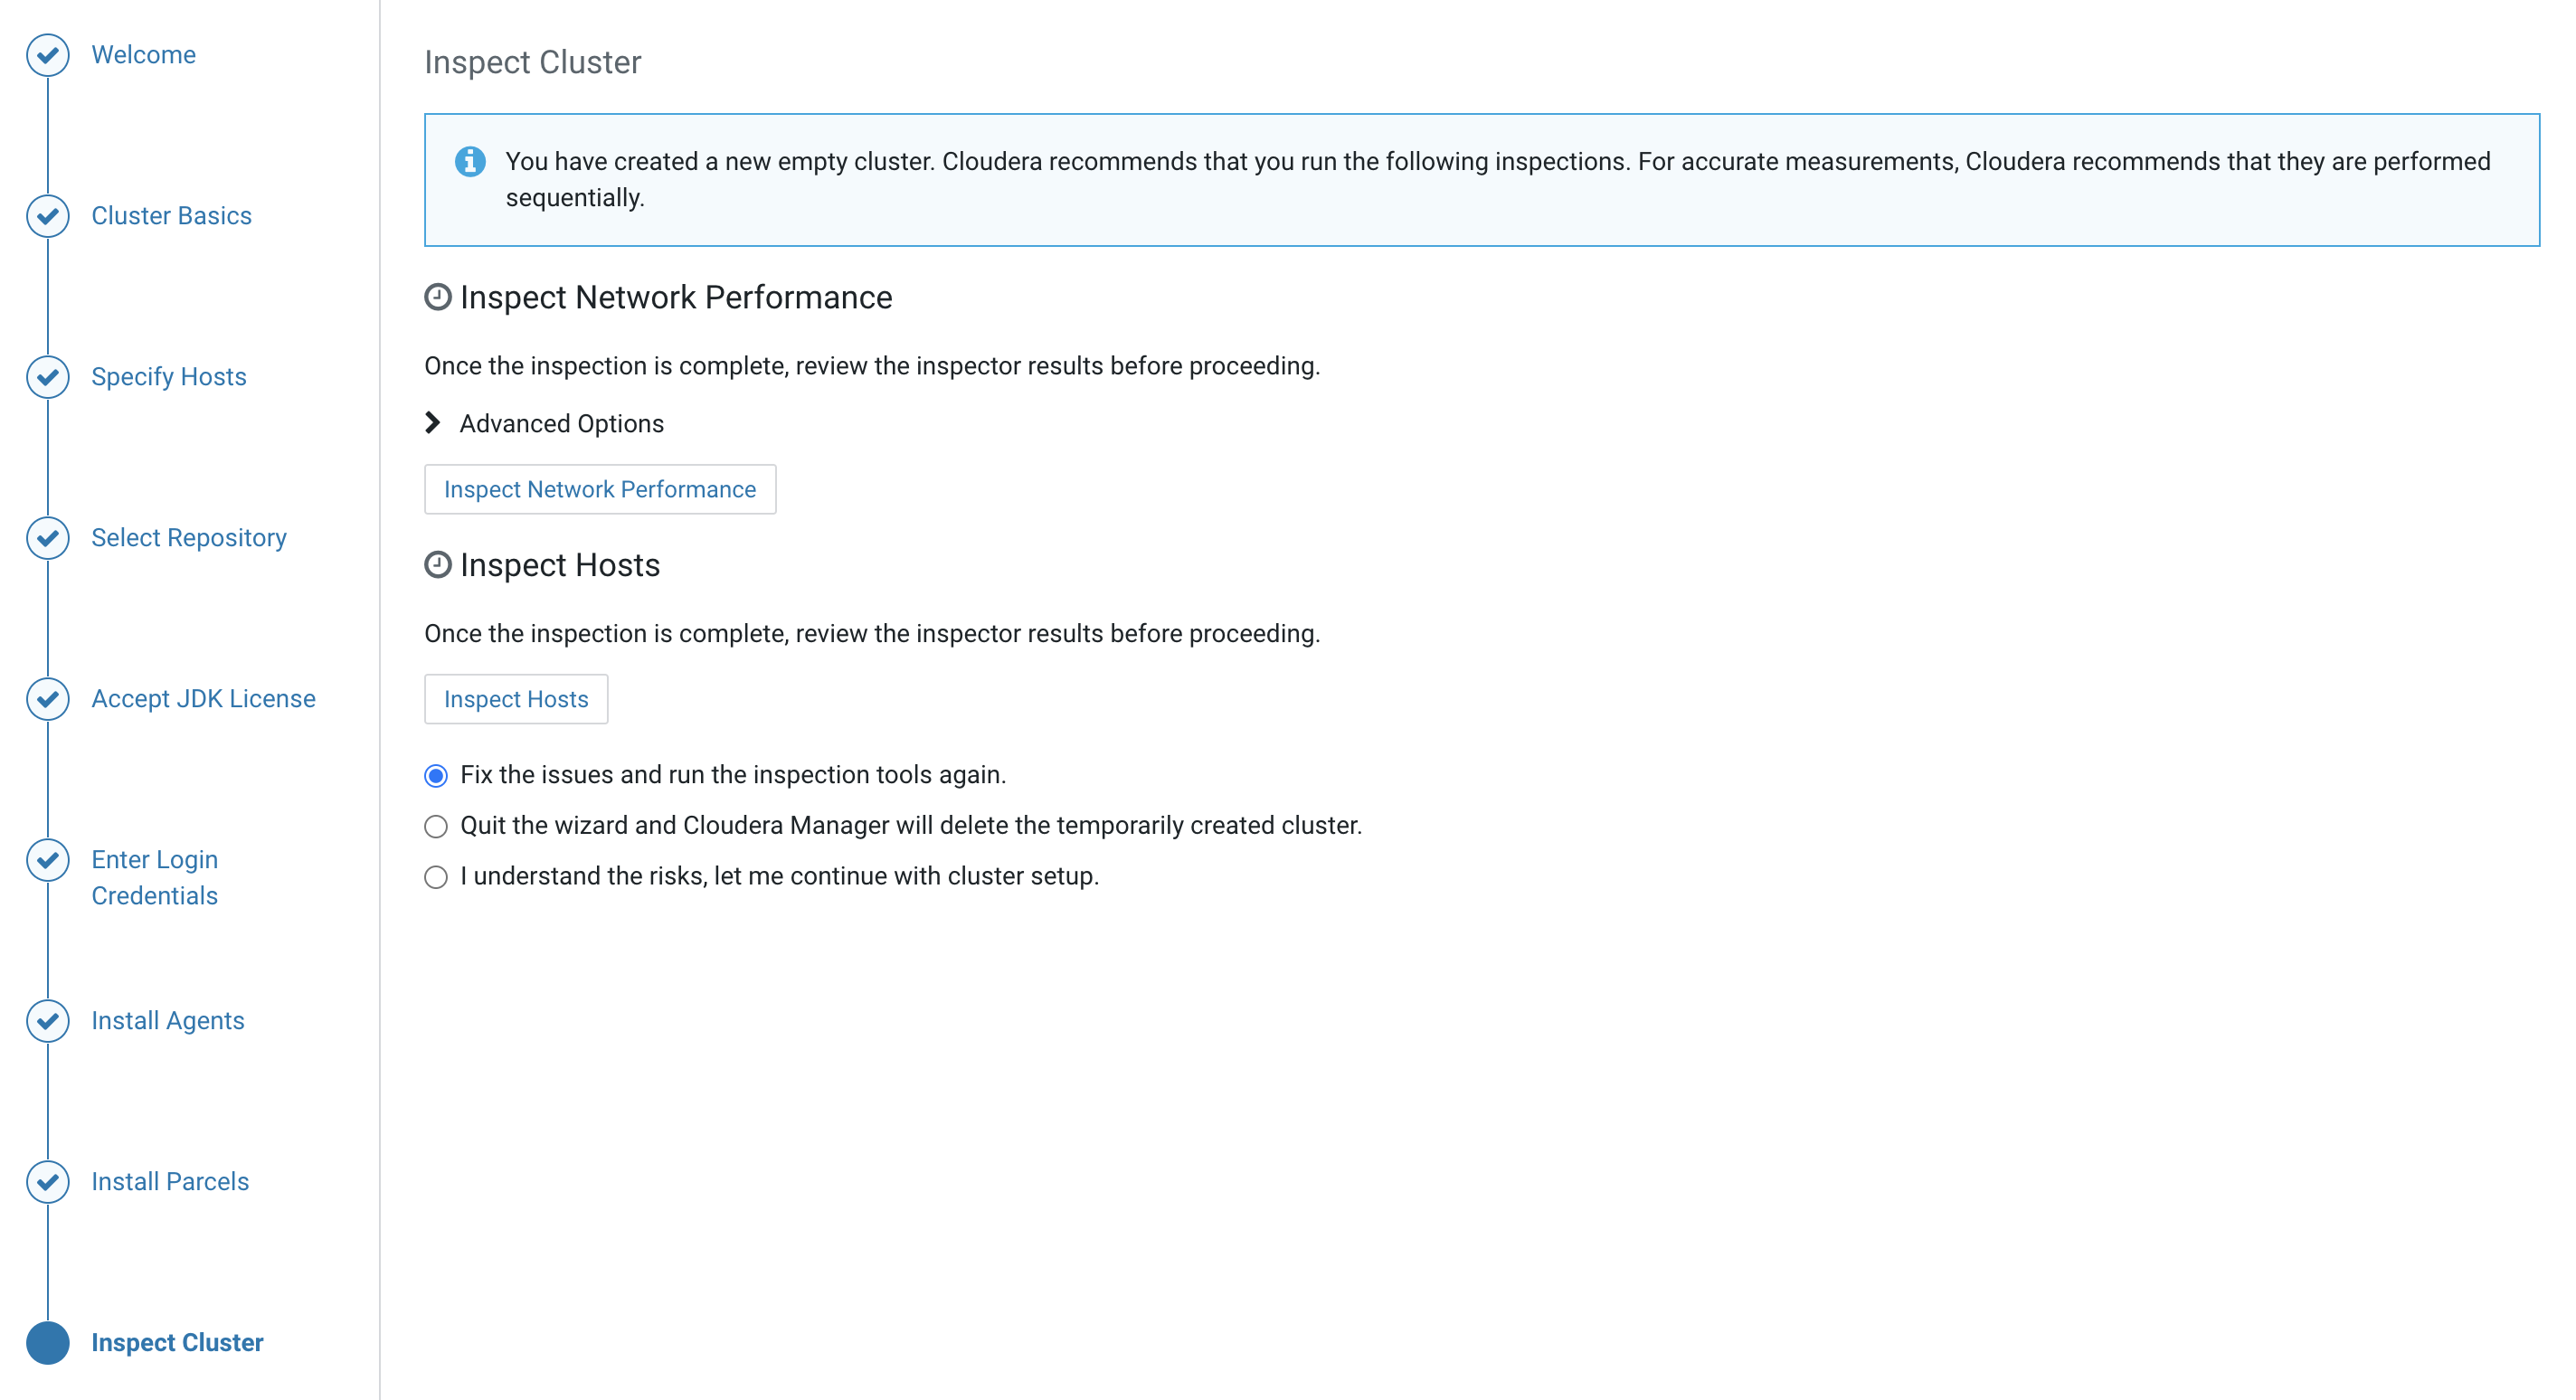 Welcome
Cluster Basics
Specify Hosts
Select Repository
Accept JDK License
Enter Login
Credentials
Install Agents
Install Parcels
Inspect Cluster
Inspect Cluster
You have created a new empty cluster. Cloudera recommends that you run the following inspections. For accurate measurements, Cloudera recommends that they are performed
sequentially.
Inspect Network Performance
Once the inspection is complete, review the inspector results before proceeding.
Advanced Options
Inspect Network Performance
Inspect Hosts
Once the inspection is complete, review the inspector results before proceeding.
Inspect Hosts
Fix the issues and run the inspection tools again.
Quit the wizard and Cloudera Manager will delete the temporarily created cluster.
I understand the risks, let me continue with cluster setup.